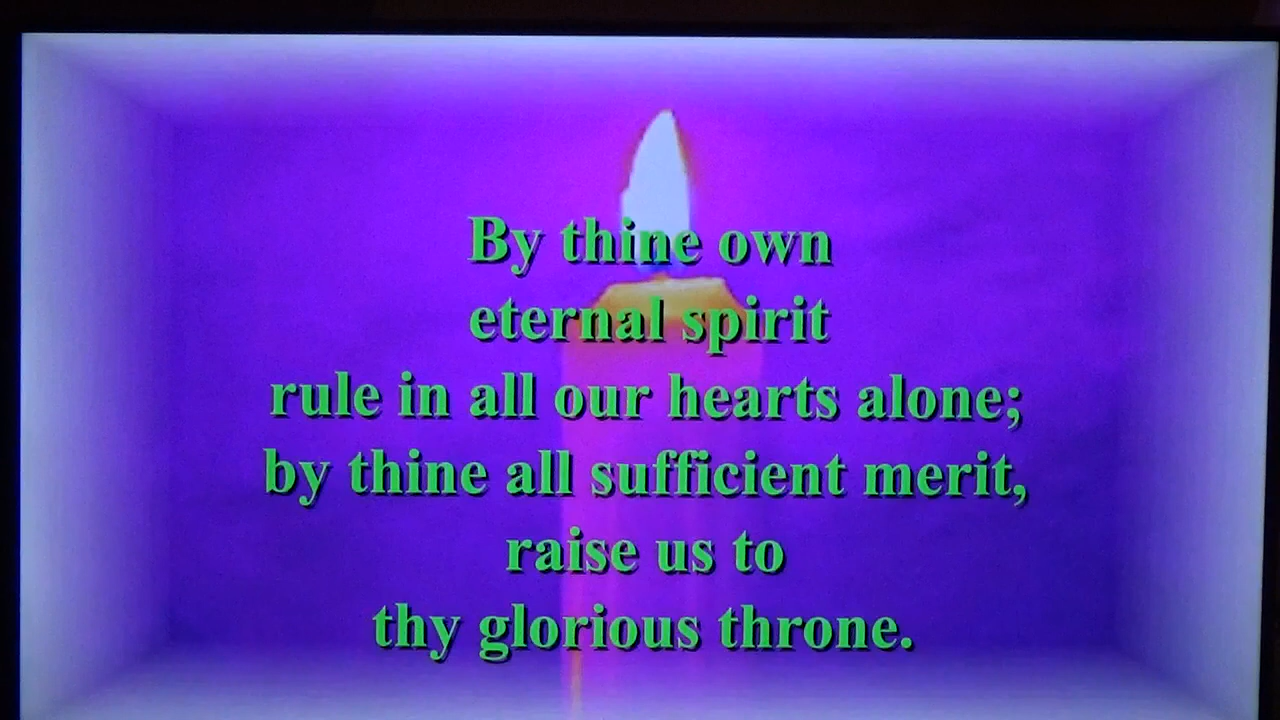 By thine own
eternal spirit
rule in all our hearts alone;
by thine all sufficient merit,
raise us to
thy glorious throne.